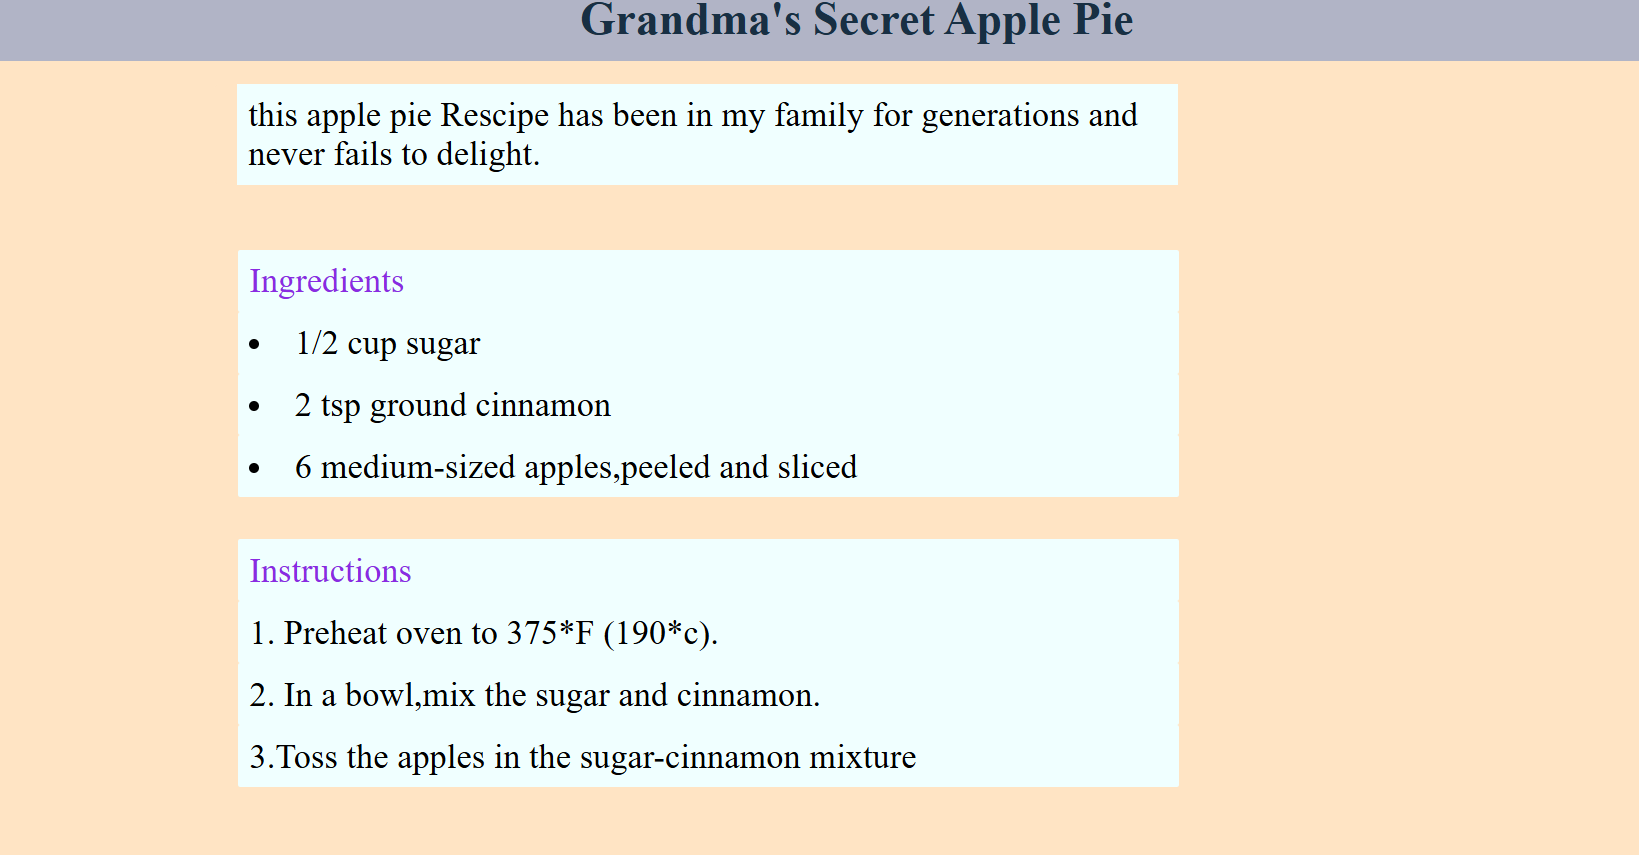 Grandma's Secret Apple Pie
this apple pie Rescipe has been in my family for generations and
never fails to delight.
Ingredients
• 1/2 cup sugar
• 2 tsp ground cinnamon
• 6 medium-sized apples,peeled and sliced
Instructions
1. Preheat oven to 375*F (190*c).
2. In a bowl,mix the sugar and cinnamon.
3.Toss the apples in the sugar-cinnamon mixture